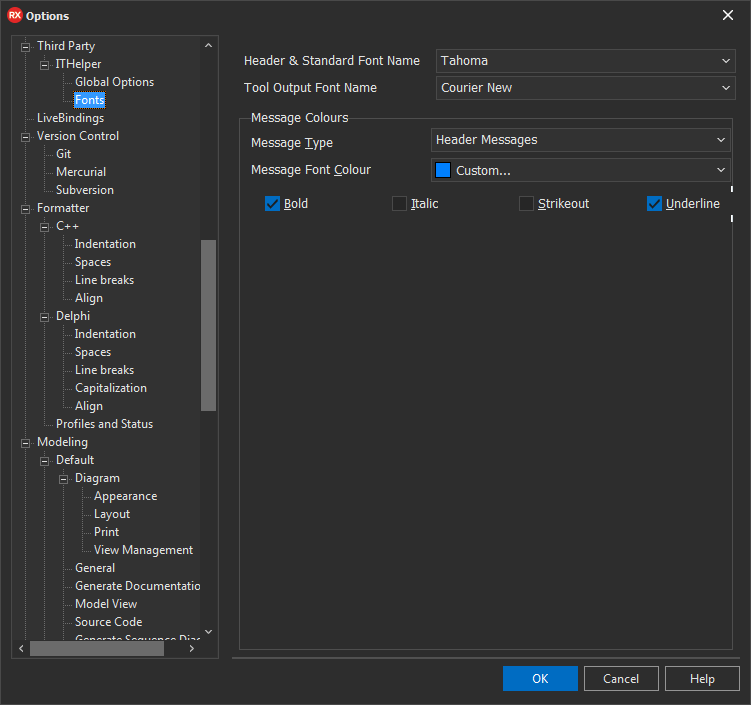 RX Options
Third Party
ITHelper
Global Options
Fonts
LiveBindings
Version Control
Git
Mercurial
Subversion
Formatter
C++
Indentation
Spaces
Line breaks
Align
Delphi
Indentation
Spaces
Line breaks
Capitalization
Align
Profiles and Status
Modeling
Default
Diagram
Appearance
Layout
Print
View Management
General
Generate Documentatio
Model View
Source Code
Generate Sequence Diag
Header & Standard Font Name Tahoma
Tool Output Font Name Courier New
Message Colours
Message Type Header Messages
Message Font Colour Custom...
Bold Italic Strikeout Underline
OK Cancel Help